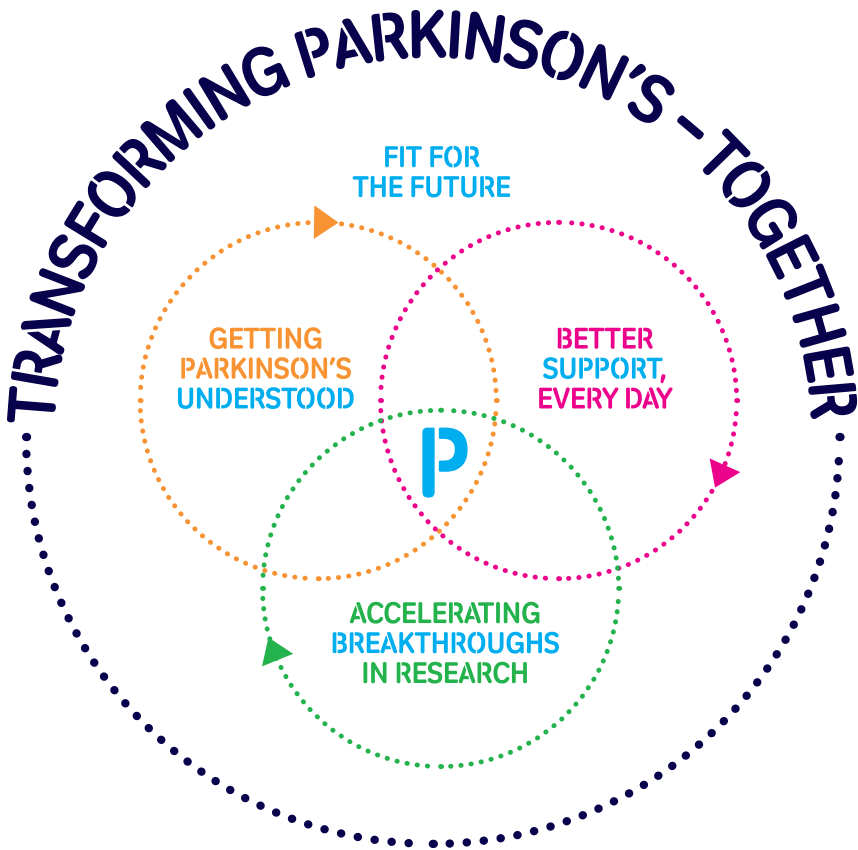 TRANSFORMING PARKINSON'S – TOGETHER
FIT FOR
THE FUTURE
GETTING
PARKINSON'S
UNDERSTOOD
BETTER
SUPPORT,
EVERY DAY
P
ACCELERATING
BREAKTHROUGHS
IN RESEARCH